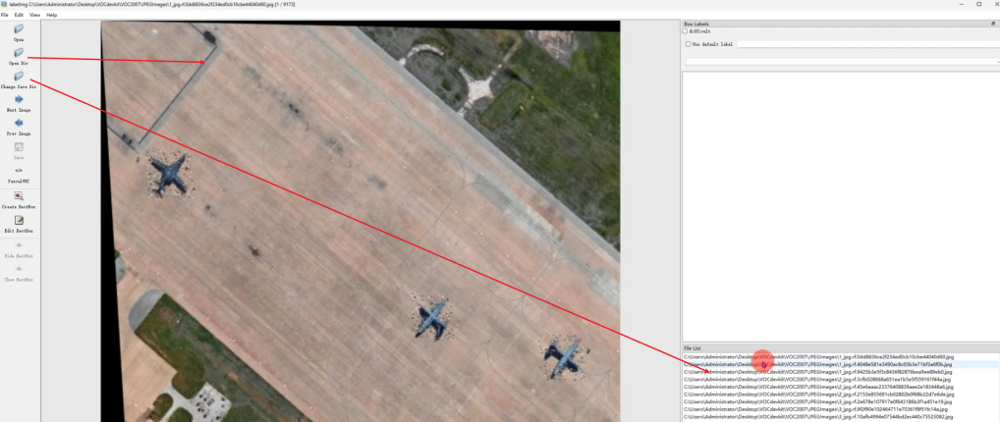 labelImg C:\Users\Administrator\Desktop\VOCdevkit\VOC2007\JPEGImages\1_jpg.rf.0dd8636ce2f234ed0cb10cbe44040d60.jpg [1 / 9173]
File Edit View Help
Open
Open Dir
Change Save Dir
Next Image
Prev Image
Save
</>
PascalVOC
Create RectBox
Edit RectBox
Hide RectBox
Show RectBox
Box Labels
difficult
Use default label
File List
C:\Users\Administrator\Desktop\VOCdevkit\VOC2007\JPEGImages\1_jpg.rf.0dd8636ce2f234ed0cb10cbe44040d60.jpg
C:\Users\Administrator\Desktop\VOCdevkit\VOC2007\JPEGImages\1_jpg.rf.4048e581e3490ac8c65b3e71bf3a6f0b.jpg
C:\Users\Administrator\Desktop\VOCdevkit\VOC2007\JPEGImages\1_jpg.rf.9425b3e5f3c8436f82876bea9ee89eb0.jpg
C:\Users\Administrator\Desktop\VOCdevkit\VOC2007\JPEGImages\2_jpg.rf.3cfb028668a651ea1b5e5f559181f44a.jpg
C:\Users\Administrator\Desktop\VOCdevkit\VOC2007\JPEGImages\2_jpg.rf.45e6aaac23376408839aee2e183448a6.jpg
C:\Users\Administrator\Desktop\VOCdevkit\VOC2007\JPEGImages\3_jpg.rf.2153e855691cb02802b0f68b22d7e6de.jpg
C:\Users\Administrator\Desktop\VOCdevkit\VOC2007\JPEGImages\3_jpg.rf.2e678e107917e0f643186b3f1a451e19.jpg
C:\Users\Administrator\Desktop\VOCdevkit\VOC2007\JPEGImages\3_jpg.rf.9f2f90e102464711e70361f8f51fc14a.jpg
C:\Users\Administrator\Desktop\VOCdevkit\VOC2007\JPEGImages\4_jpg.rf.10afb4994e07544bd2ec440c75523082.jpg